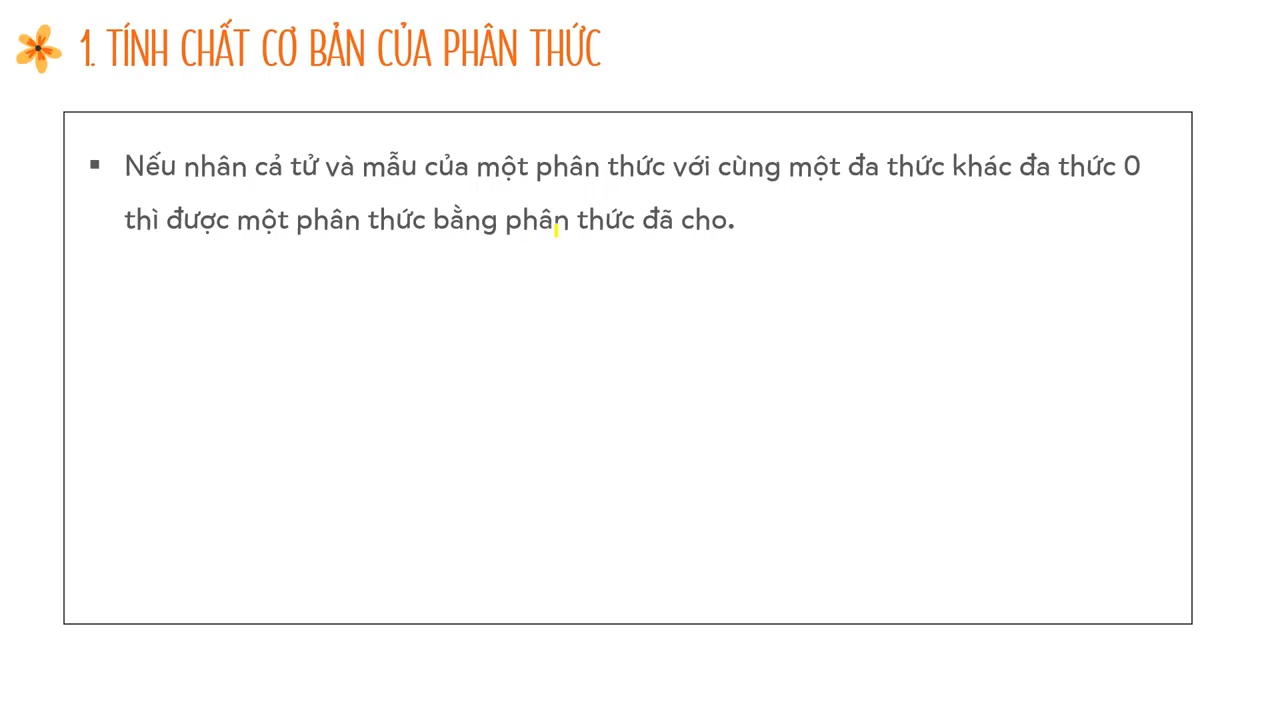 1. TÍNH CHẤT CƠ BẢN CỦA PHÂN THỨC
▪ Nếu nhân cả tử và mẫu của một phân thức với cùng một đa thức khác đa thức 0
thì được một phân thức bằng phân thức đã cho.